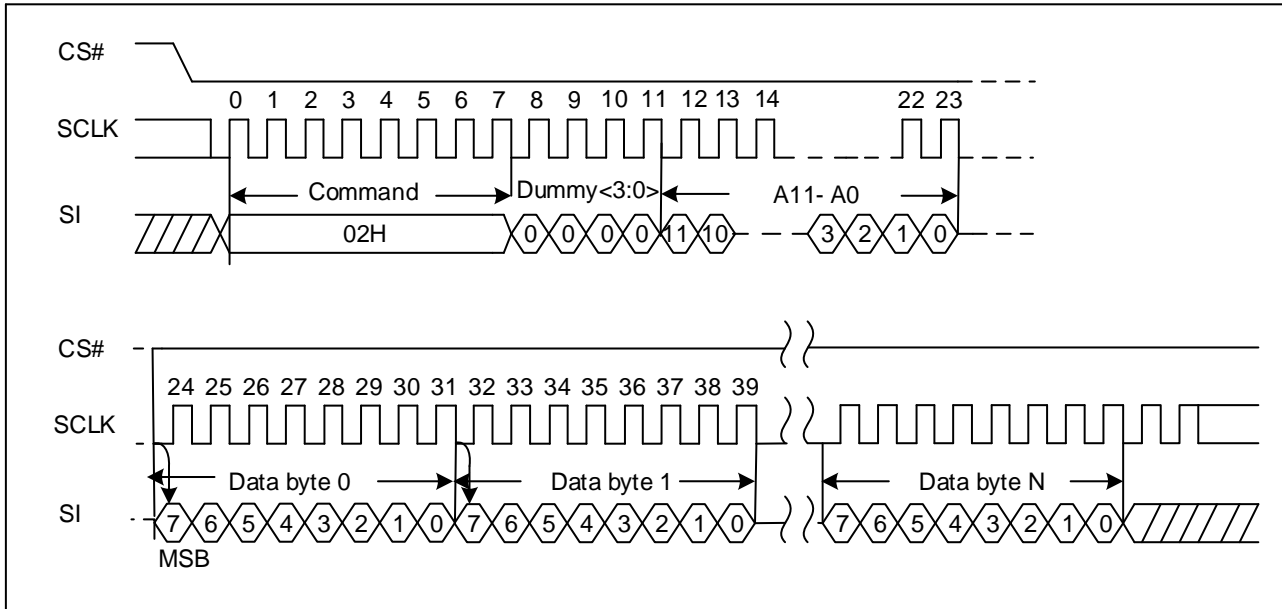 CS#
0 1 2 3 4 5 6 7 8 9 10 11 12 13 14 22 23
SCLK
Command Dummy<3:0> A11- A0
SI
02H 0 0 0 0 11 10 3 2 1 0
CS#
24 25 26 27 28 29 30 31 32 33 34 35 36 37 38 39
SCLK
Data byte 0 Data byte 1 Data byte N
SI
7 6 5 4 3 2 1 0 7 6 5 4 3 2 1 0 7 6 5 4 3 2 1 0
MSB